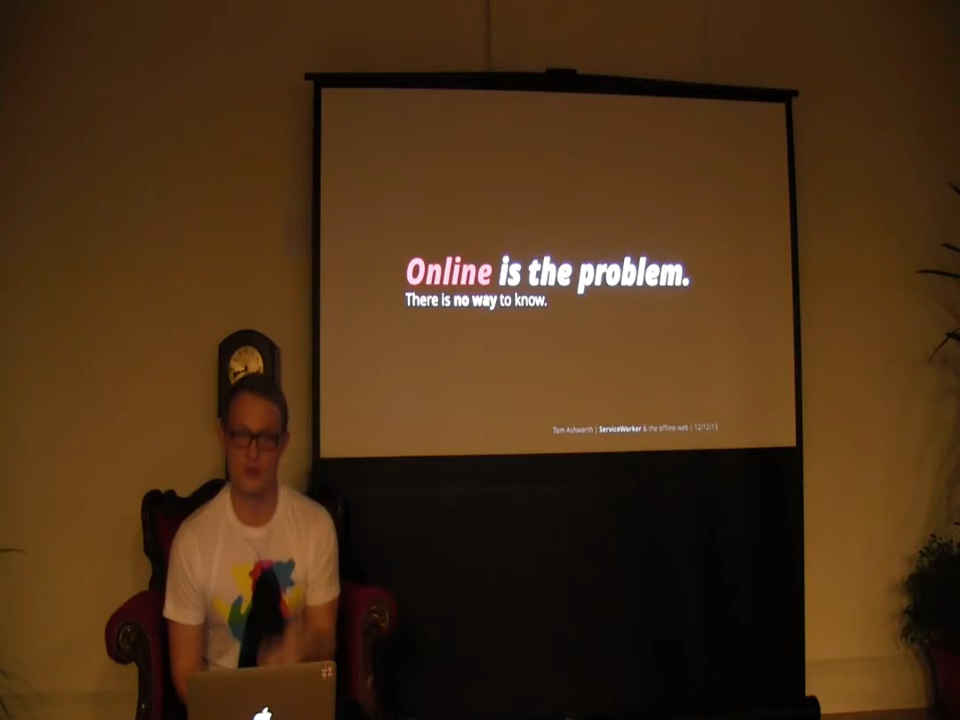 Online is the problem.
There is no way to know.
Tom Ashworth | ServiceWorker & the offline web | 12/12/13